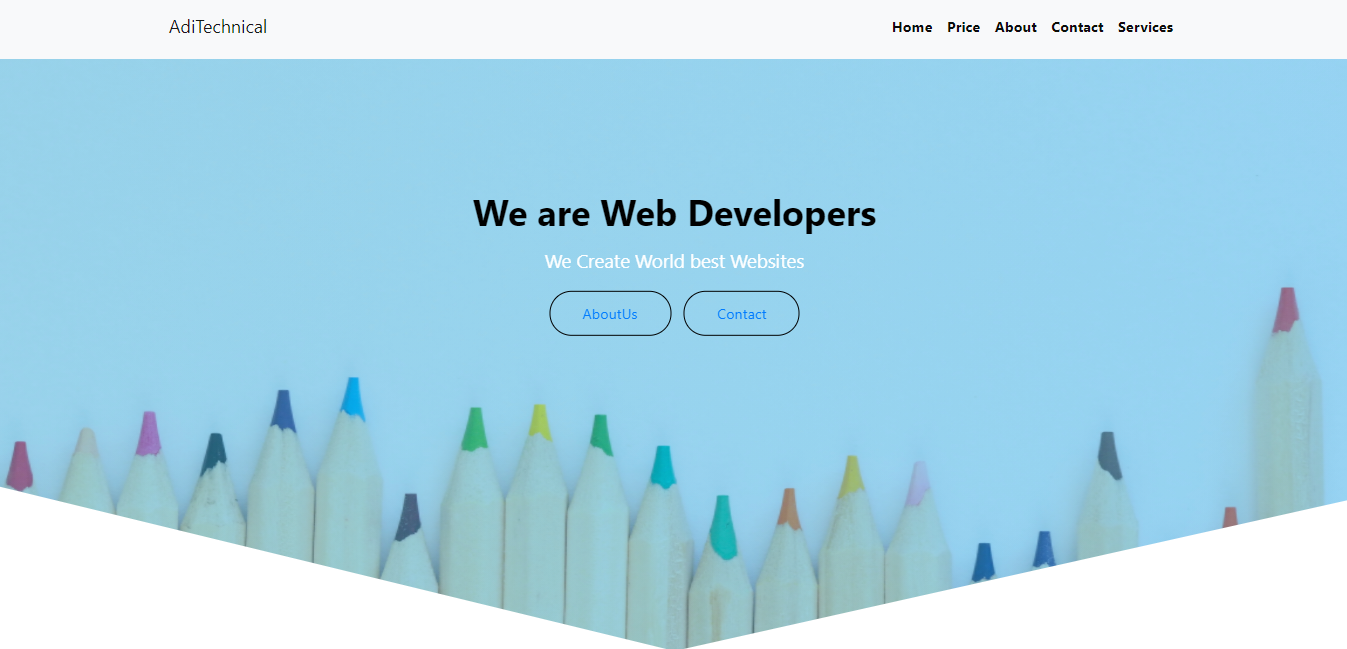 AdiTechnical
Home Price About Contact Services
We are Web Developers
We Create World best Websites
AboutUs Contact